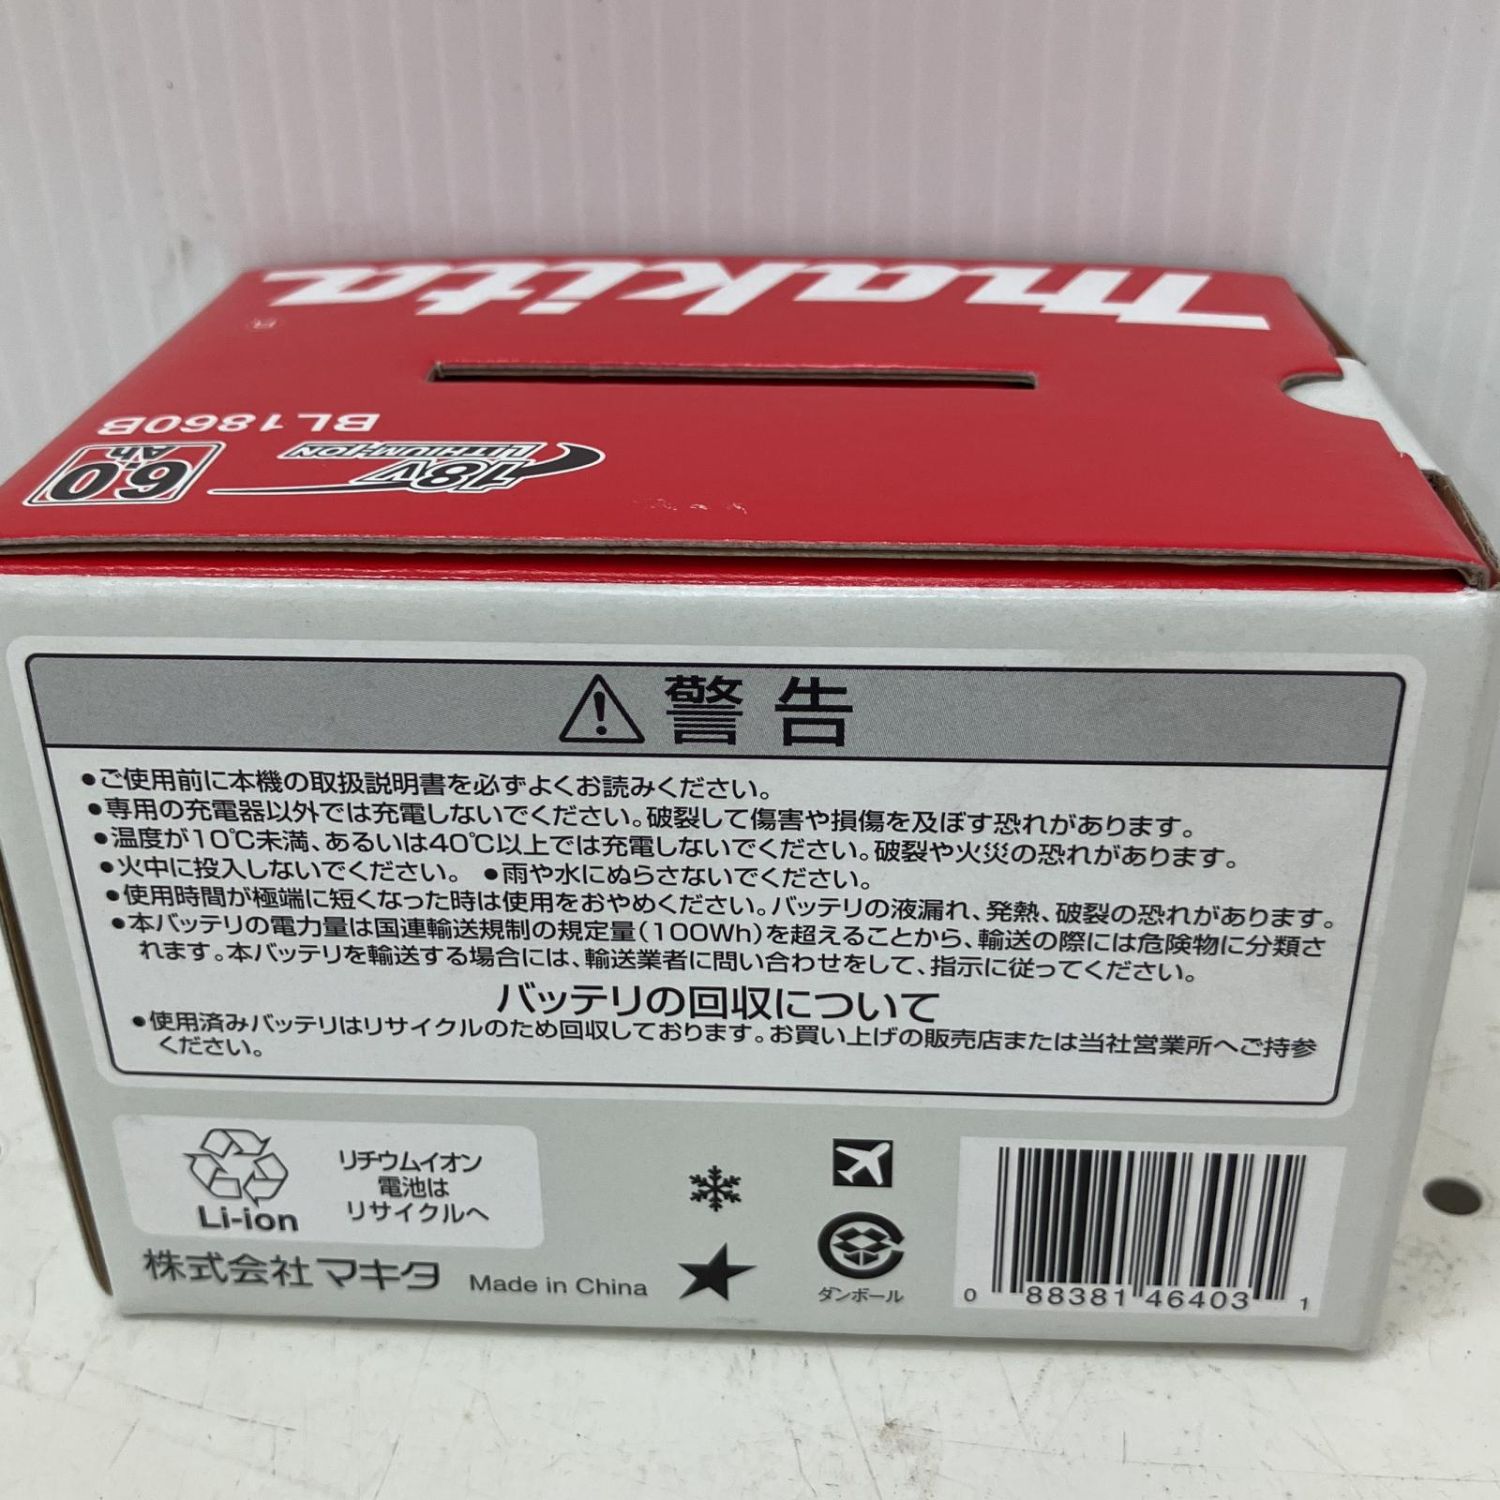 Makita
®
BL1860B
18V
LITHIUM-ION
6.0
Ah
警告
●ご使用前に本機の取扱説明書を必ずよくお読みください。
●専用の充電器以外では充電しないでください。破裂して傷害や損傷を及ぼす恐れがあります。
●温度が10℃未満、あるいは40℃以上では充電しないでください。破裂や火災の恐れがあります。
●火中に投入しないでください。 ●雨や水にぬらさないでください。
●使用時間が極端に短くなった時は使用をおやめください。バッテリの液漏れ、発熱、破裂の恐れがあります。
●本バッテリの電力量は国連輸送規制の規定量(100Wh)を超えることから、輸送の際には危険物に分類さ
れます。本バッテリを輸送する場合には、輸送業者に問い合わせをして、指示に従ってください。
バッテリの回収について
●使用済みバッテリはリサイクルのため回収しております。お買い上げの販売店または当社営業所へご持参
ください。
Li-ion
リチウムイオン
電池は
リサイクルへ
株式会社マキタ Made in China
ダンボール
0 88381 46403 1